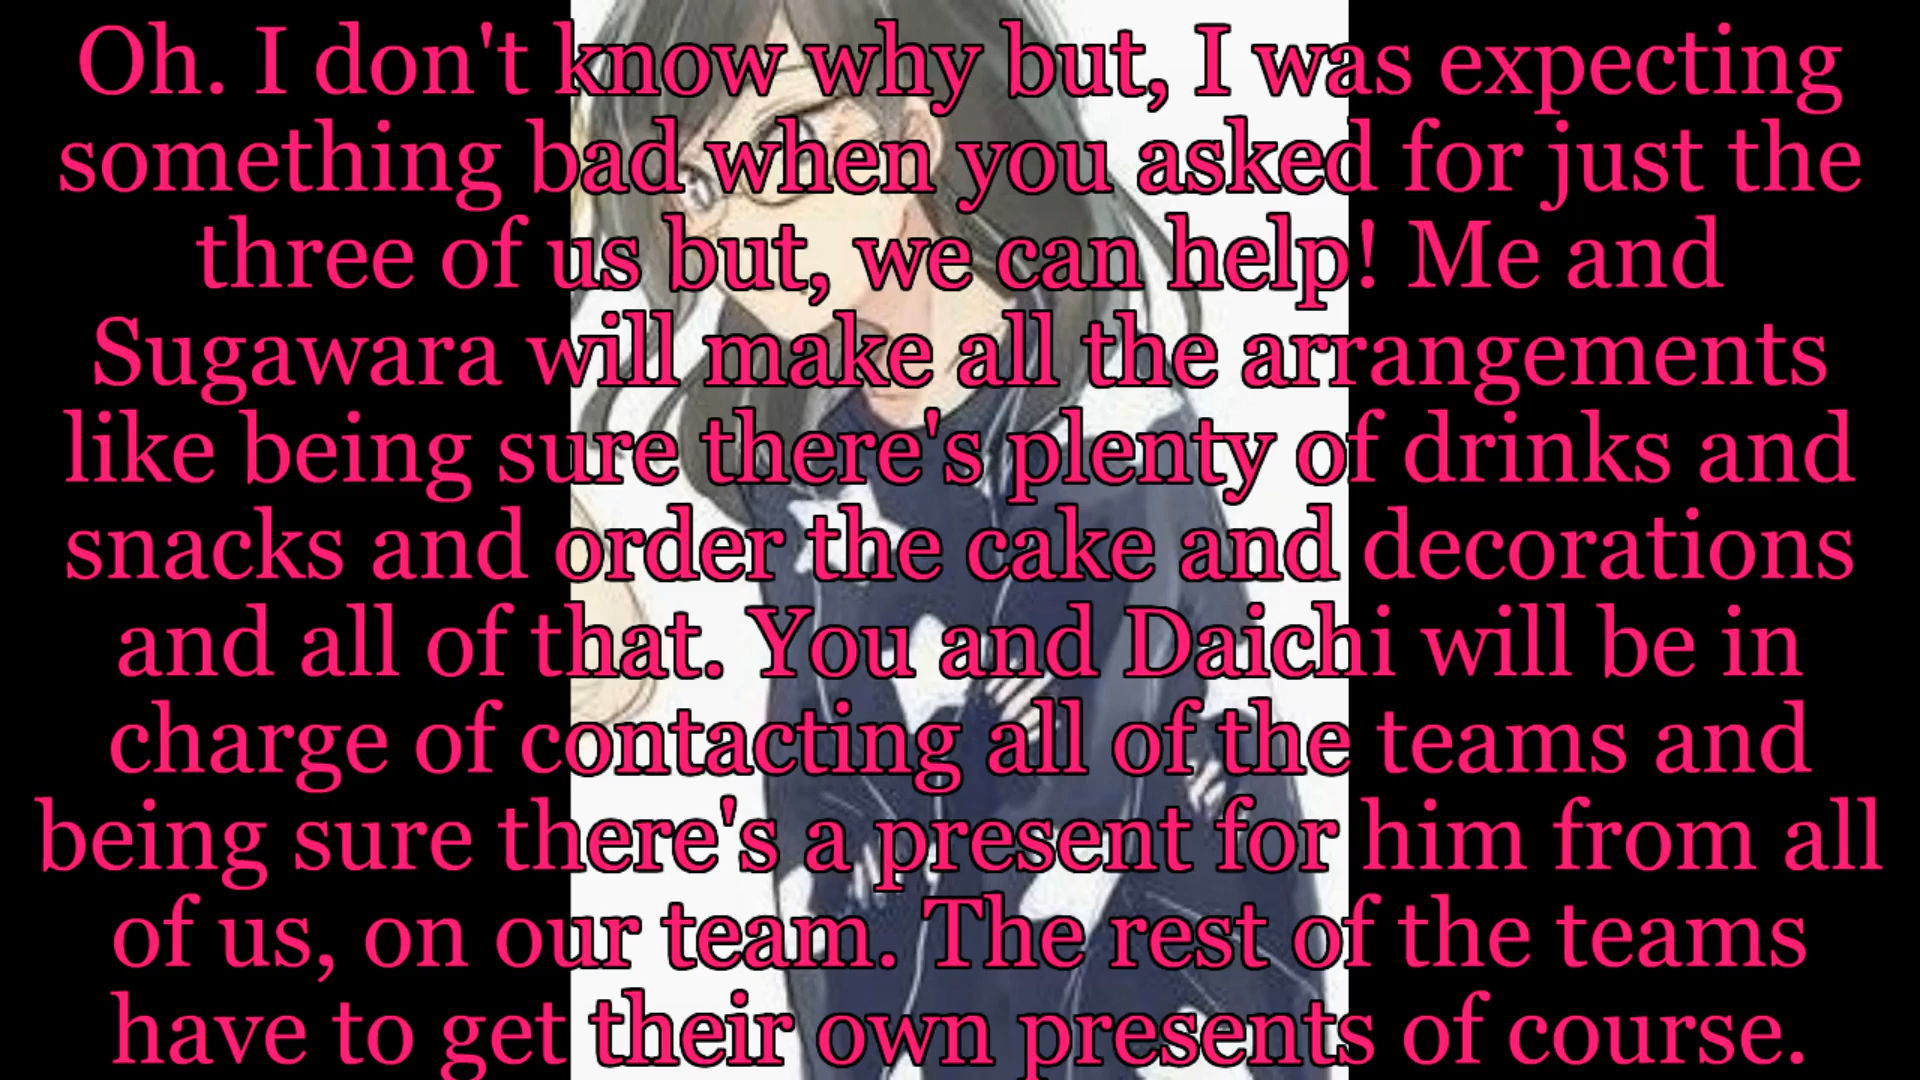 Oh. I don't know why but, I was expecting
something bad when you asked for just the
three of us but, we can help! Me and
Sugawara will make all the arrangements
like being sure there's plenty of drinks and
snacks and order the cake and decorations
and all of that. You and Daichi will be in
charge of contacting all of the teams and
being sure there's a present for him from all
of us, on our team. The rest of the teams
have to get their own presents of course.